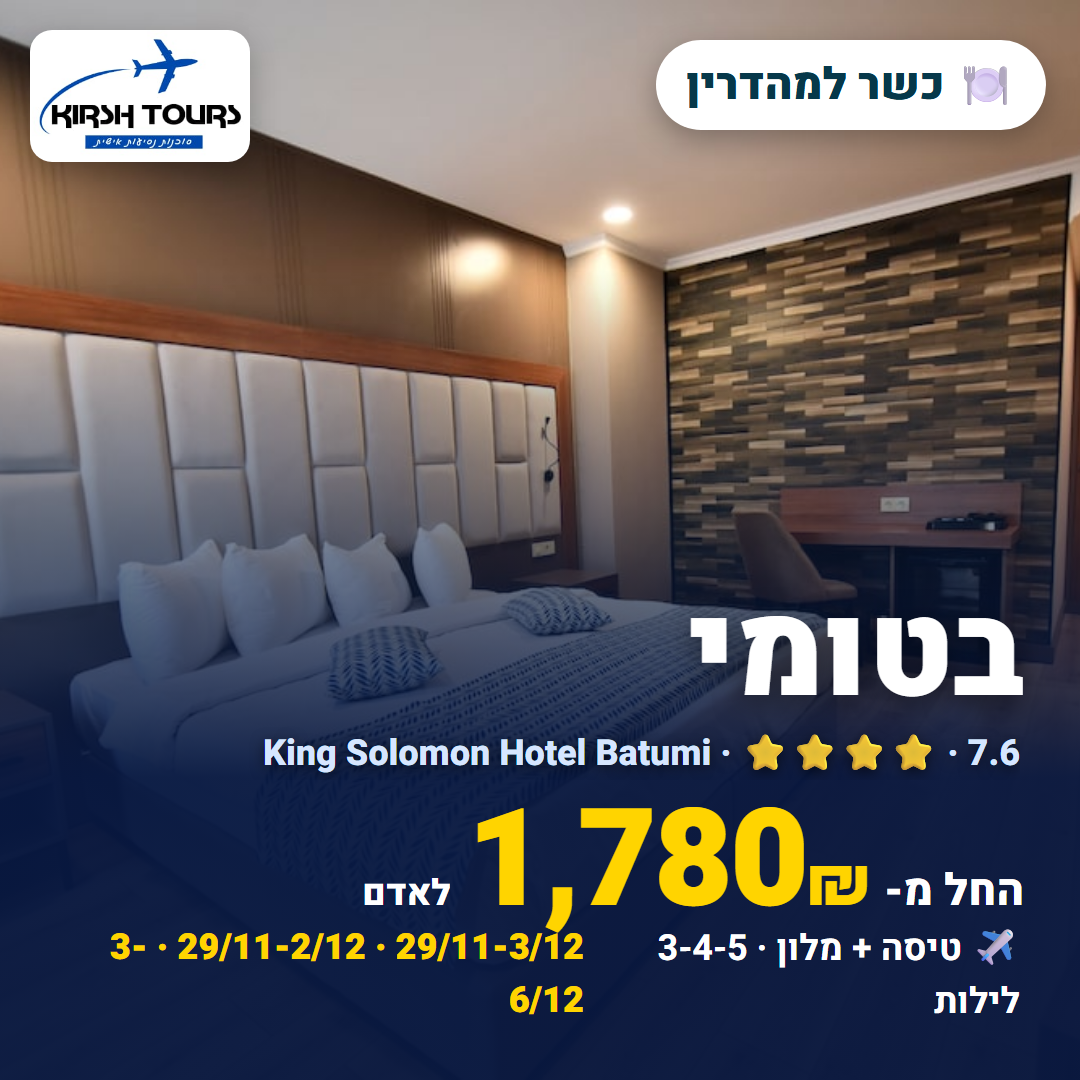 KIRSH TOURS
סוכנות נסיעות אישית
כשר למהדרין
בטומי
King Solomon Hotel Batumi · ⭐⭐⭐⭐ · 7.6
החל מ- ₪1,780 לאדם
✈️ טיסה + מלון · 3-4-5
לילות
29/11-2/12 · 29/11-3/12 · 3-
6/12